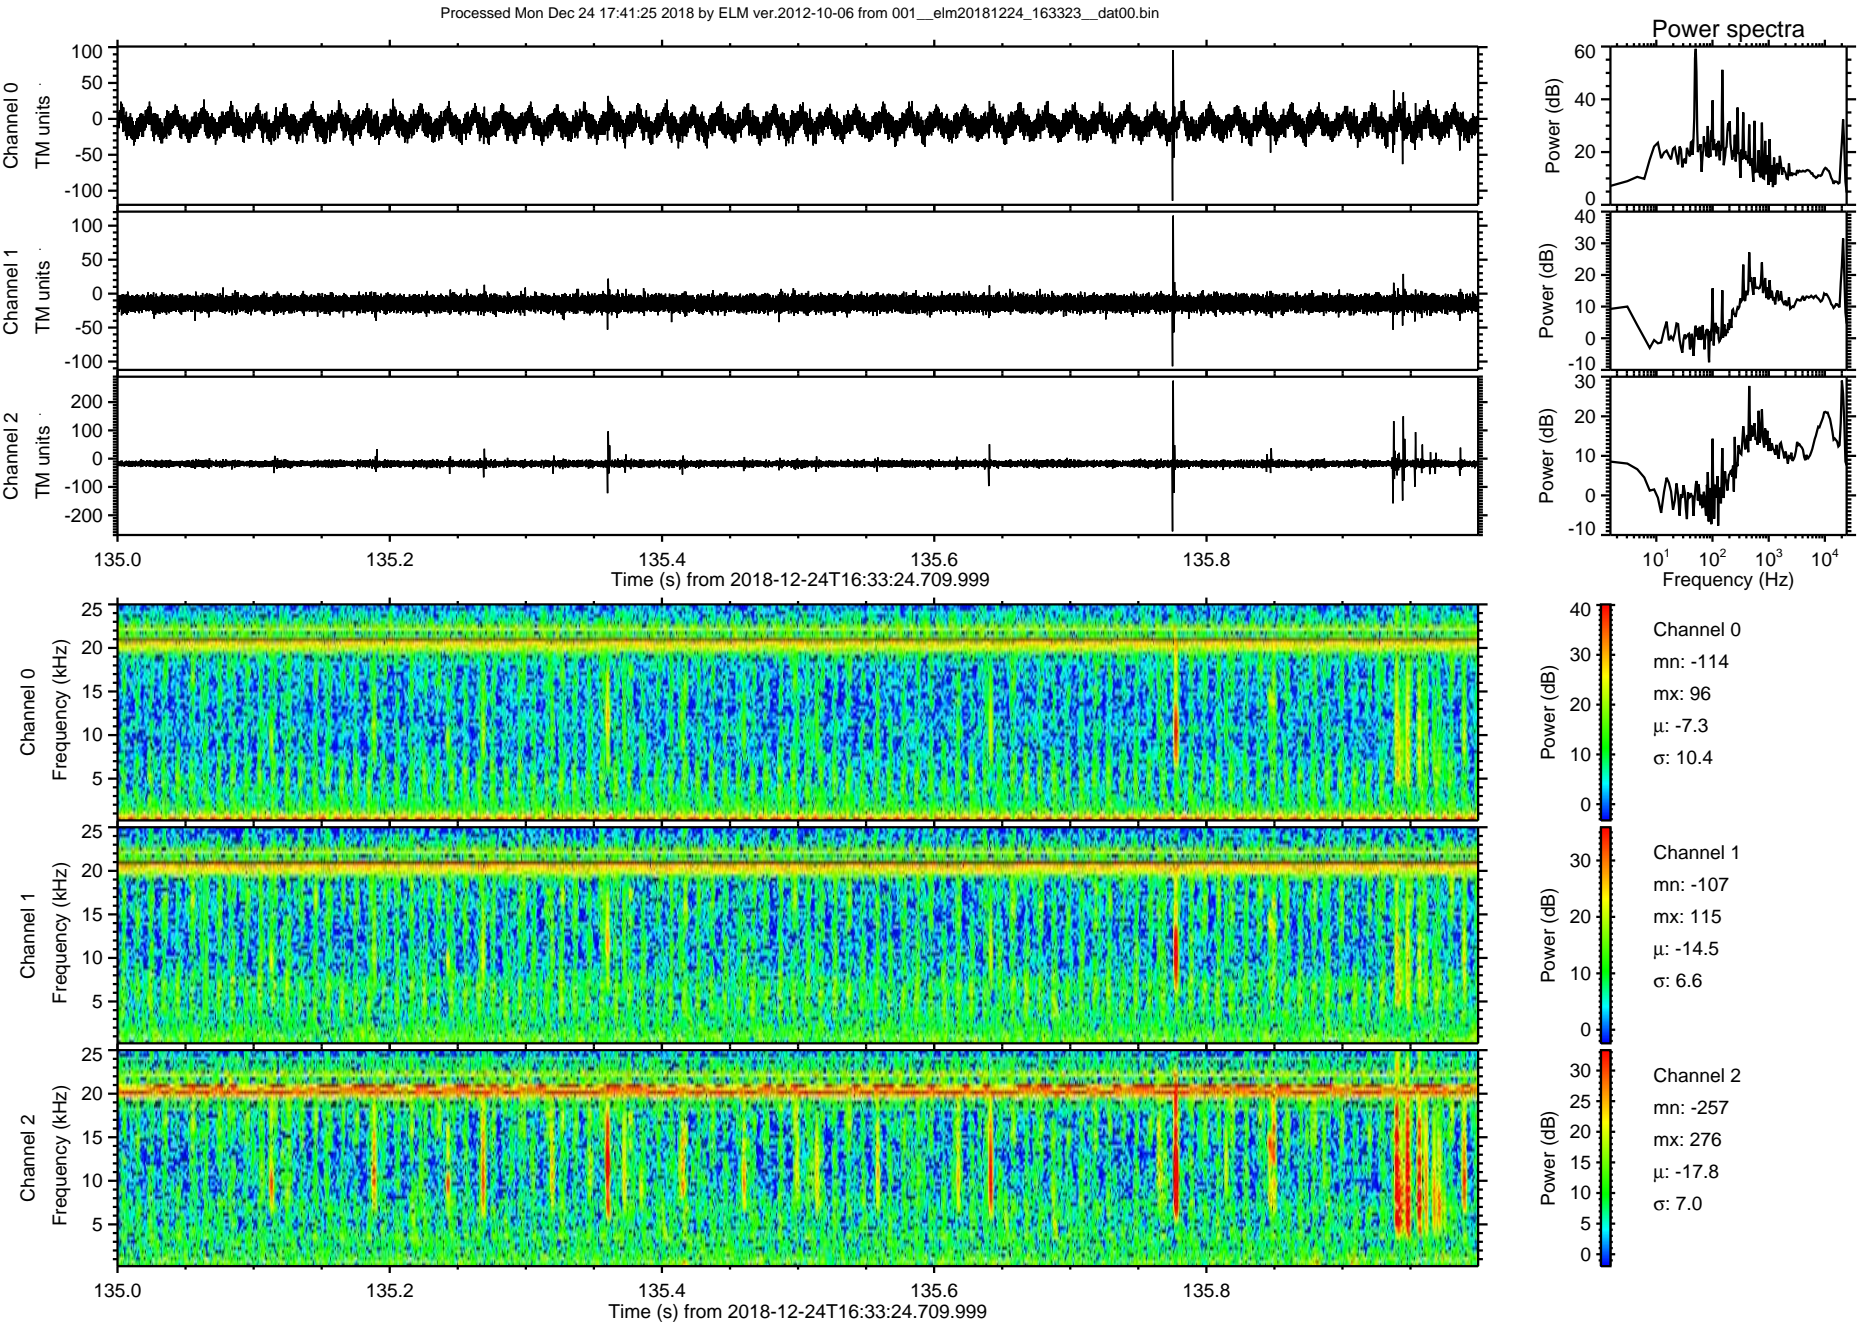 Processed Mon Dec 24 17:41:25 2018 by ELM ver.2012-10-06 from 001__elm20181224_163323__dat00.bin
Power spectra
Channel 0
TM units
100
50
0
-50
-100
Power (dB)
60
40
20
0
Channel 1
TM units
100
50
0
-50
-100
Power (dB)
40
30
20
10
0
-10
Channel 2
TM units
200
100
0
-100
-200
Power (dB)
30
20
10
0
-10
135.0 135.2 135.4 135.6 135.8
Time (s) from 2018-12-24T16:33:24.709.999
10^1 10^2 10^3 10^4
Frequency (Hz)
Channel 0
Frequency (kHz)
25
20
15
10
5
Power (dB)
40
30
20
10
0
Channel 0
mn: -114
mx: 96
μ: -7.3
σ: 10.4
Channel 1
Frequency (kHz)
25
20
15
10
5
Power (dB)
30
20
10
0
Channel 1
mn: -107
mx: 115
μ: -14.5
σ: 6.6
Channel 2
Frequency (kHz)
25
20
15
10
5
Power (dB)
30
25
20
15
10
5
0
Channel 2
mn: -257
mx: 276
μ: -17.8
σ: 7.0
135.0 135.2 135.4 135.6 135.8
Time (s) from 2018-12-24T16:33:24.709.999